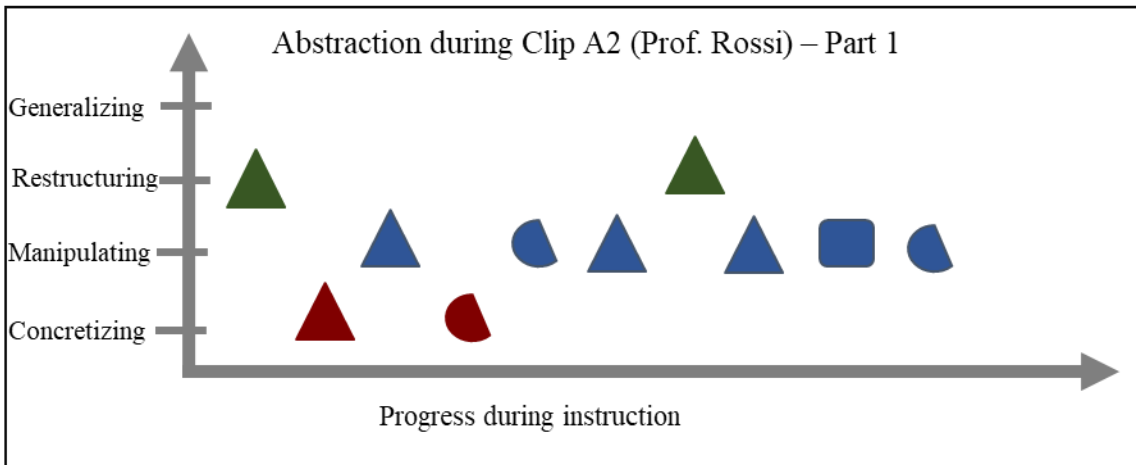 Abstraction during Clip A2 (Prof. Rossi) – Part 1
Generalizing
Restructuring
Manipulating
Concretizing
Progress during instruction